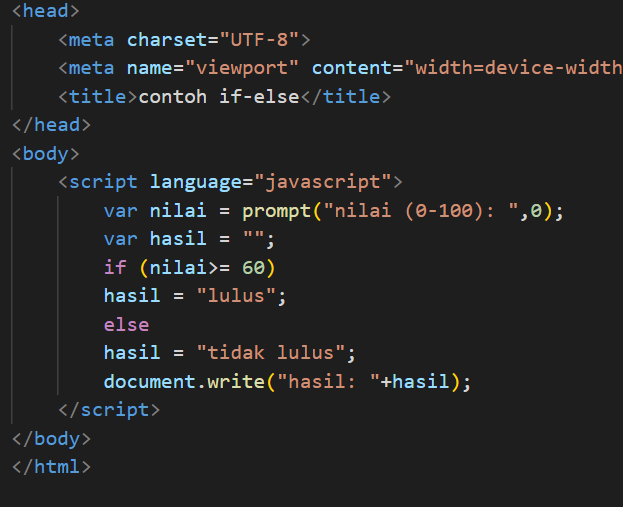 <head>
<meta charset="UTF-8">
<meta name="viewport" content="width=device-width
<title>contoh if-else</title>
</head>
<body>
<script language="javascript">
var nilai = prompt("nilai (0-100): ",0);
var hasil = "";
if (nilai>= 60)
hasil = "lulus";
else
hasil = "tidak lulus";
document.write("hasil: "+hasil);
</script>
</body>
</html>